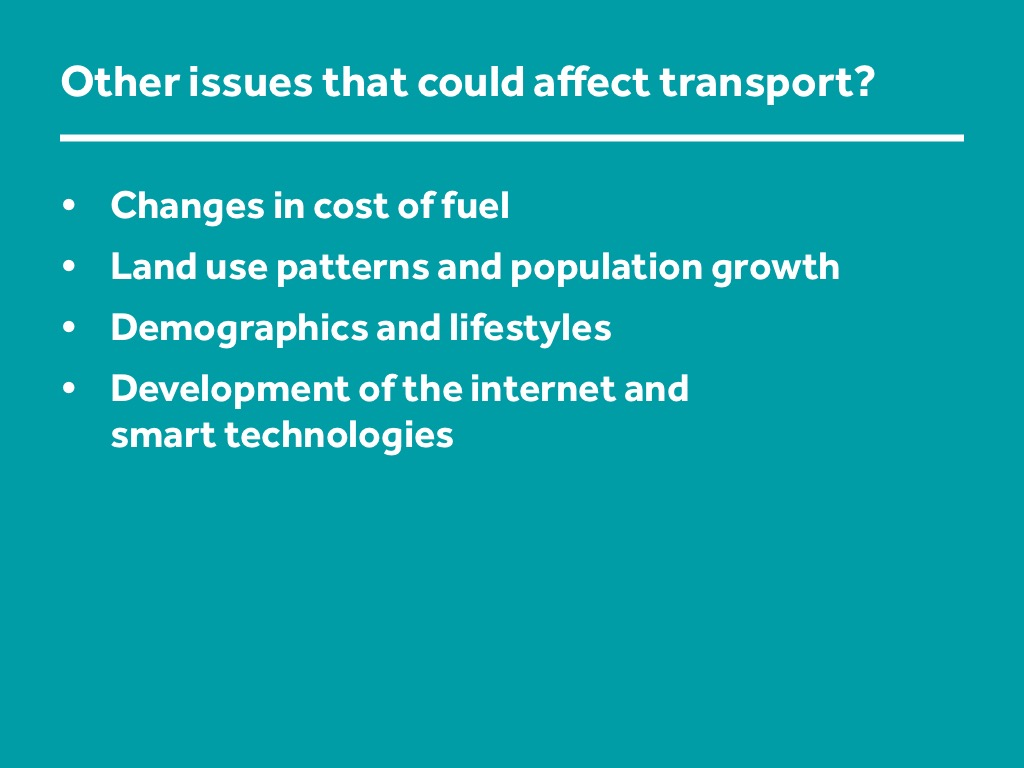 Other issues that could affect transport?
• Changes in cost of fuel
• Land use patterns and population growth
• Demographics and lifestyles
• Development of the internet and
smart technologies